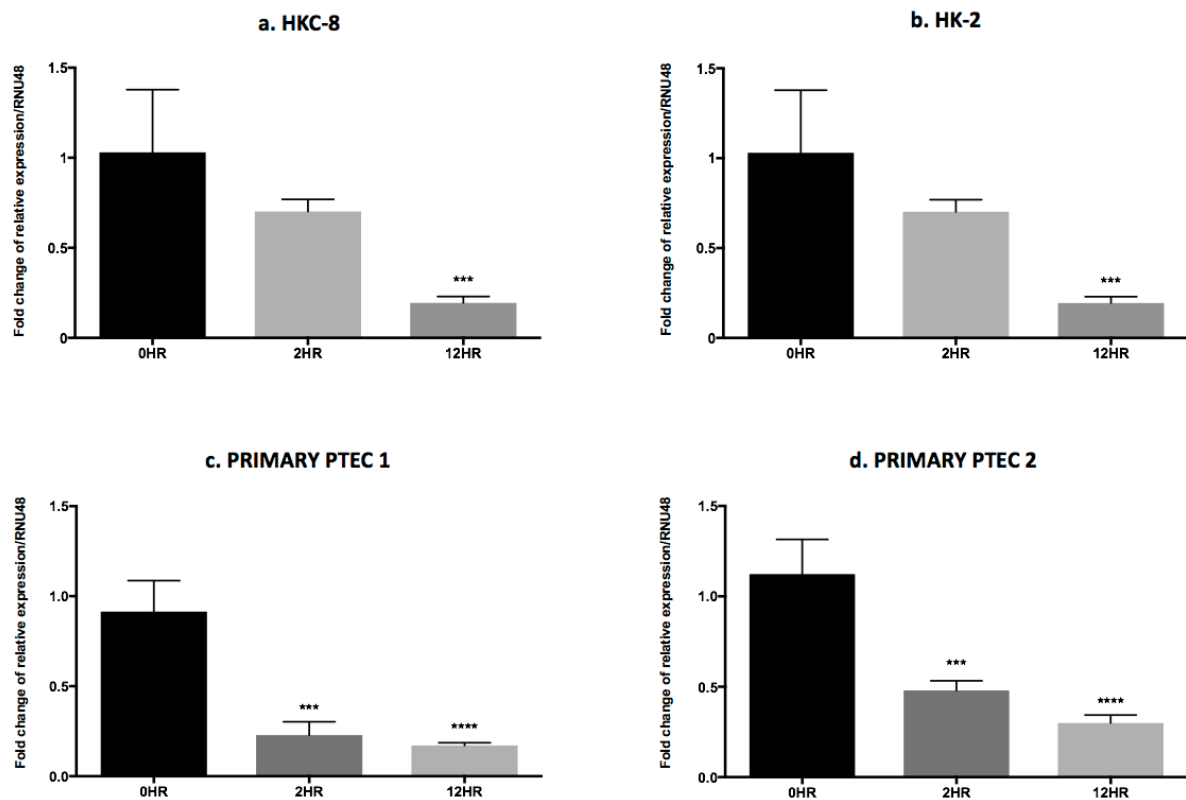 a. HKC-8
Fold change of relative expression/RNU48
1.5
1
0.5
0
***
0HR 2HR 12HR
b. HK-2
Fold change of relative expression/RNU48
1.5
1
0.5
0
***
0HR 2HR 12HR
c. PRIMARY PTEC 1
Fold change of relative expression/RNU48
1.5
1.0
0.5
0.0
*** ****
0HR 2HR 12HR
d. PRIMARY PTEC 2
Fold change of relative expression/RNU48
1.5
1.0
0.5
0.0
***
****
0HR 2HR 12HR